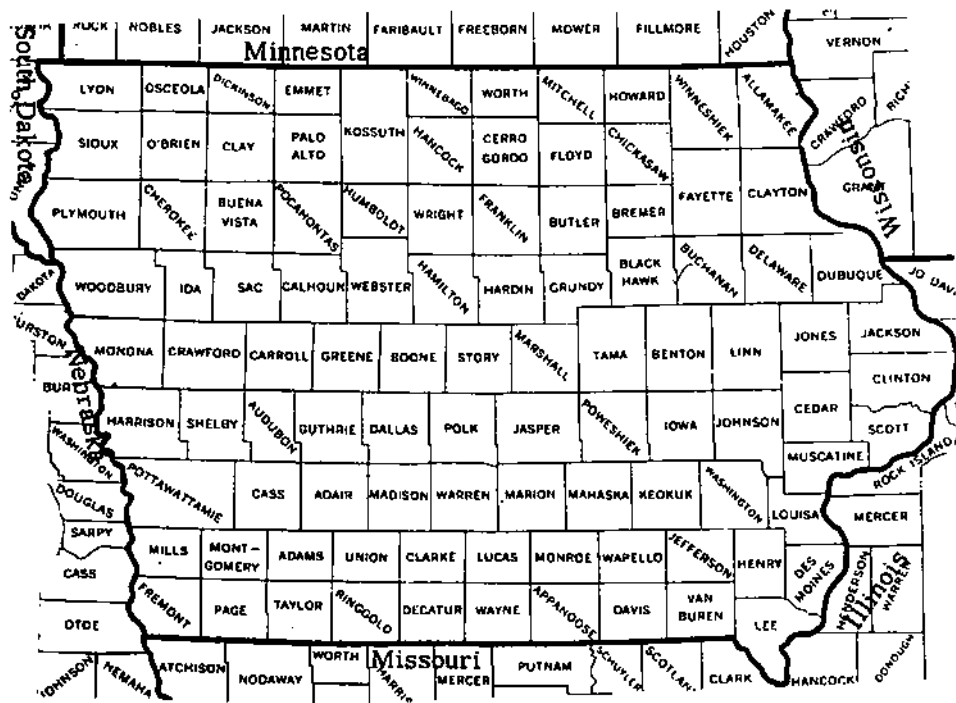 ROCK NOBLES JACKSON MARTIN FARIBAULT FREEBORN MOWER FILLMORE HOUSTON VERNON
Minnesota
South Dakota
LYON OSCEOLA DICKINSON EMMET WINNEBAGO WORTH MITCHELL HOWARD WINNESHIEK ALLAMAKEE CRAWFORD
SIOUX O'BRIEN CLAY PALO ALTO KOSSUTH HANCOCK CERRO GORDO FLOYD CHICKASAW
Wisconsin
GRANT
PLYMOUTH CHEROKEE BUENA VISTA POCAHONTAS HUMBOLDT WRIGHT FRANKLIN BUTLER BREMER FAYETTE CLAYTON
DAKOTA WOODBURY IDA SAC CALHOUN WEBSTER HAMILTON HARDIN GRUNDY BLACK HAWK BUCHANAN DELAWARE DUBUQUE
Nebraska
MONONA CRAWFORD CARROLL GREENE BOONE STORY MARSHALL TAMA BENTON LINN JONES JACKSON
CLINTON
HARRISON SHELBY AUDUBON GUTHRIE DALLAS POLK JASPER POWESHIEK IOWA JOHNSON CEDAR SCOTT
MUSCATINE ROCK ISLAND
WASHINGTON
DOUGLAS POTTAWATTAMIE CASS ADAIR MADISON WARREN MARION MAHASKA KEOKUK WASHINGTON LOUISA MERCER
SARPY
CASS MILLS MONT-GOMERY ADAMS UNION CLARKE LUCAS MONROE WAPELLO JEFFERSON HENRY DES MOINES HENDERSON WARREN
Illinois
OTOE FREMONT PAGE TAYLOR RINGGOLD DECATUR WAYNE APPANOOSE DAVIS VAN BUREN LEE
Missouri
NEMAHA ATCHISON NODAWAY WORTH MERCER PUTNAM SCHUYLER CLARK HANCOCK